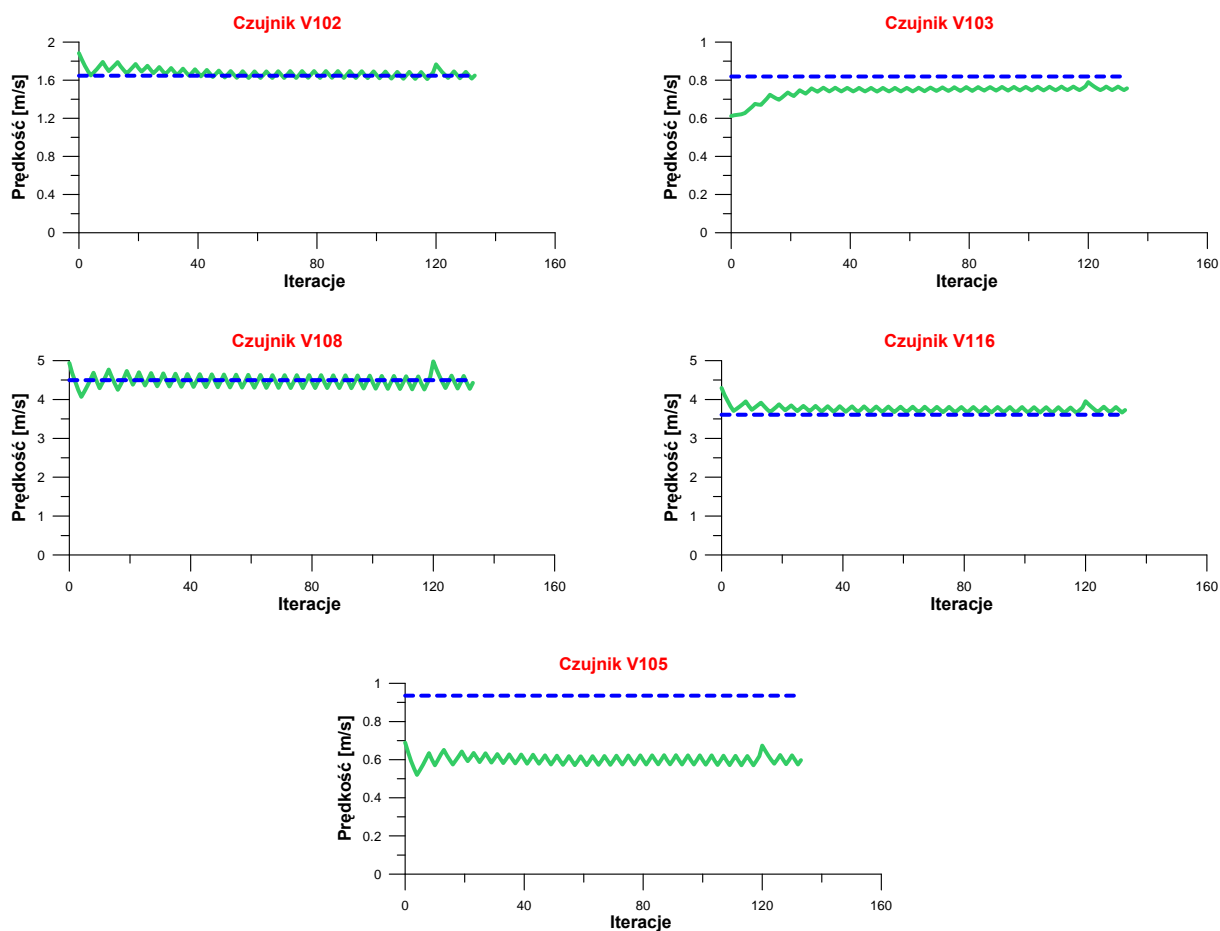 Czujnik V102
Prędkość [m/s]
2
1.6
1.2
0.8
0.4
0
0 40 80 120 160
Iteracje
Czujnik V103
Prędkość [m/s]
1
0.8
0.6
0.4
0.2
0
0 40 80 120 160
Iteracje
Czujnik V108
Prędkość [m/s]
5
4
3
2
1
0
0 40 80 120 160
Iteracje
Czujnik V116
Prędkość [m/s]
5
4
3
2
1
0
0 40 80 120 160
Iteracje
Czujnik V105
Prędkość [m/s]
1
0.8
0.6
0.4
0.2
0
0 40 80 120 160
Iteracje